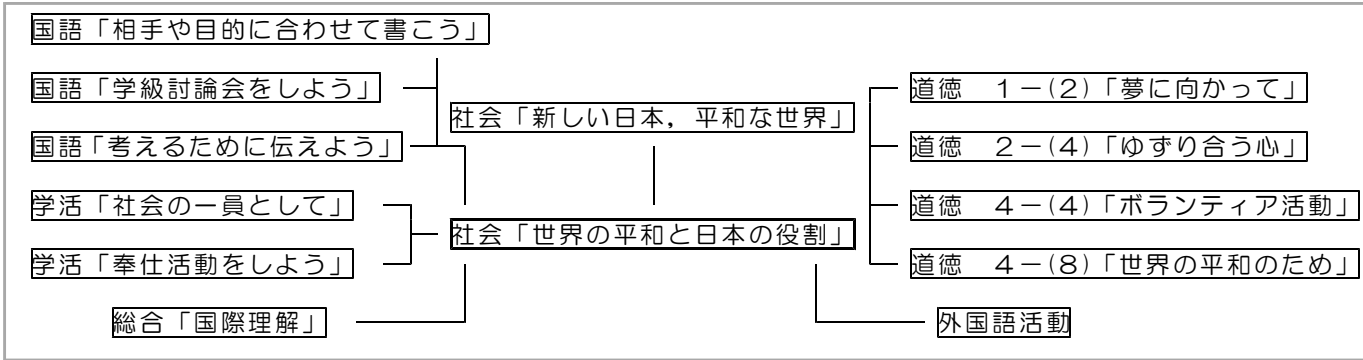 国語「相手や目的に合わせて書こう」
国語「学級討論会をしよう」
国語「考えるために伝えよう」
学活「社会の一員として」
学活「奉仕活動をしよう」
総合「国際理解」
社会「新しい日本，平和な世界」
社会「世界の平和と日本の役割」
道徳　１－(２)「夢に向かって」
道徳　２－(４)「ゆずり合う心」
道徳　４－(４)「ボランティア活動」
道徳　４－(８)「世界の平和のため」
外国語活動